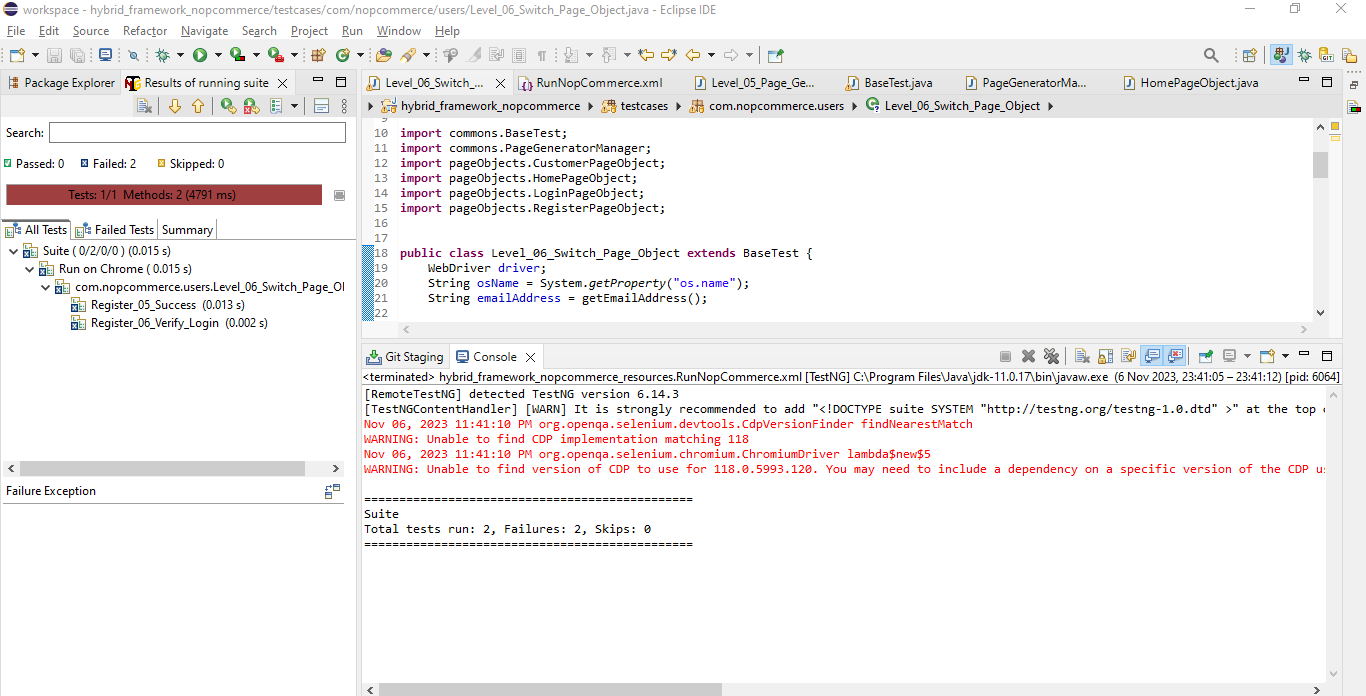 workspace - hybrid_framework_nopcommerce/testcases/com/nopcommerce/users/Level_06_Switch_Page_Object.java - Eclipse IDE
File Edit Source Refactor Navigate Search Project Run Window Help
Package Explorer Results of running suite
Search:
Passed: 0 Failed: 2 Skipped: 0
Tests: 1/1 Methods: 2 (4791 ms)
All Tests Failed Tests Summary
Suite ( 0/2/0/0 ) (0.015 s)
Run on Chrome ( 0.015 s)
com.nopcommerce.users.Level_06_Switch_Page_Ol
Register_05_Success (0.013 s)
Register_06_Verify_Login (0.002 s)
Failure Exception
Level_06_Switch_... RunNopCommerce.xml Level_05_Page_Ge... BaseTest.java PageGeneratorMa... HomePageObject.java
hybrid_framework_nopcommerce testcases com.nopcommerce.users Level_06_Switch_Page_Object
9
10 import commons.BaseTest;
11 import commons.PageGeneratorManager;
12 import pageObjects.CustomerPageObject;
13 import pageObjects.HomePageObject;
14 import pageObjects.LoginPageObject;
15 import pageObjects.RegisterPageObject;
16
17
18 public class Level_06_Switch_Page_Object extends BaseTest {
19 WebDriver driver;
20 String osName = System.getProperty("os.name");
21 String emailAddress = getEmailAddress();
22
Git Staging Console
<terminated> hybrid_framework_nopcommerce_resources.RunNopCommerce.xml [TestNG] C:\Program Files\Java\jdk-11.0.17\bin\javaw.exe (6 Nov 2023, 23:41:05 – 23:41:12) [pid: 6064]
[RemoteTestNG] detected TestNG version 6.14.3
[TestNGContentHandler] [WARN] It is strongly recommended to add "<!DOCTYPE suite SYSTEM "http://testng.org/testng-1.0.dtd" >" at the top
Nov 06, 2023 11:41:10 PM org.openqa.selenium.devtools.CdpVersionFinder findNearestMatch
WARNING: Unable to find CDP implementation matching 118
Nov 06, 2023 11:41:10 PM org.openqa.selenium.chromium.ChromiumDriver lambda$new$5
WARNING: Unable to find version of CDP to use for 118.0.5993.120. You may need to include a dependency on a specific version of the CDP u
===============================================
Suite
Total tests run: 2, Failures: 2, Skips: 0
===============================================